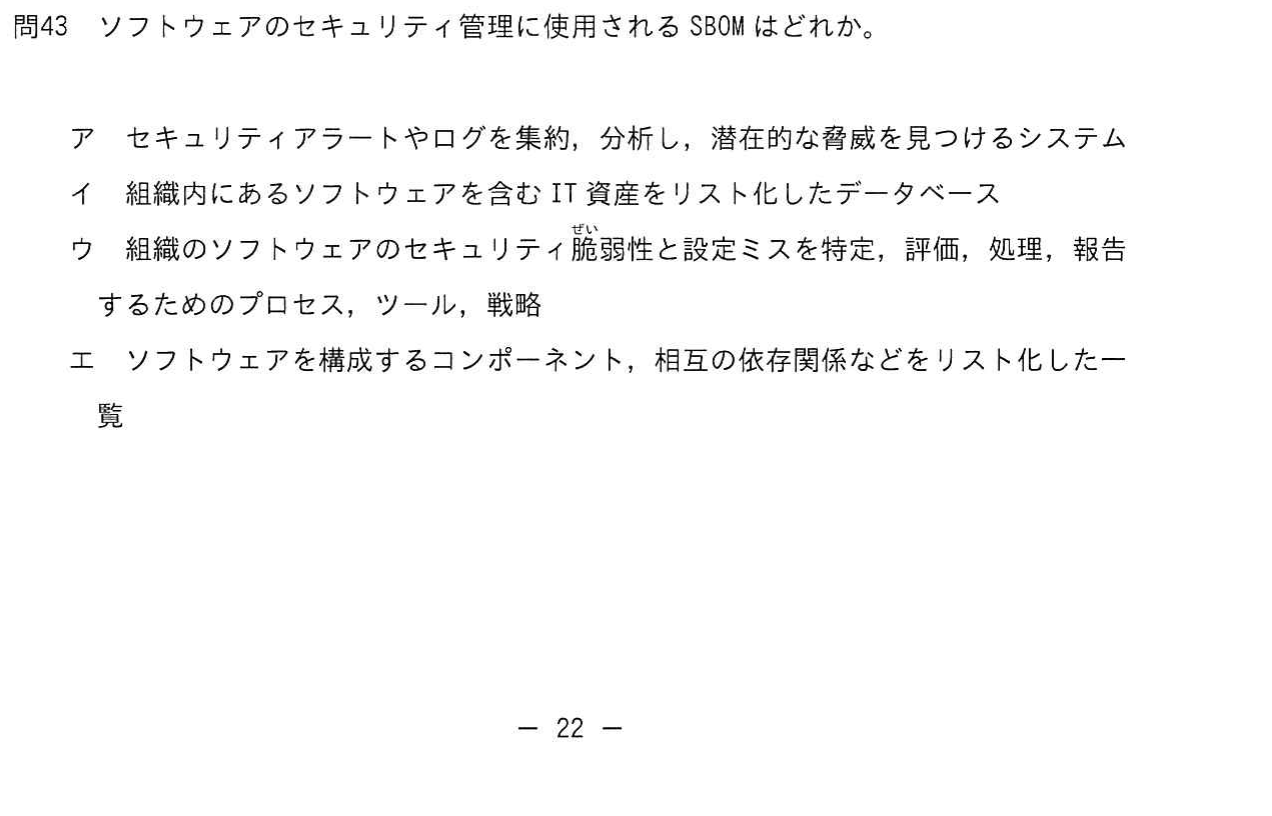 問43　ソフトウェアのセキュリティ管理に使用される SBOM はどれか。
ア　セキュリティアラートやログを集約，分析し，潜在的な脅威を見つけるシステム
イ　組織内にあるソフトウェアを含む IT 資産をリスト化したデータベース
ぜい
ウ　組織のソフトウェアのセキュリティ脆弱性と設定ミスを特定，評価，処理，報告
するためのプロセス，ツール，戦略
エ　ソフトウェアを構成するコンポーネント，相互の依存関係などをリスト化した一
覧
－ 22 －